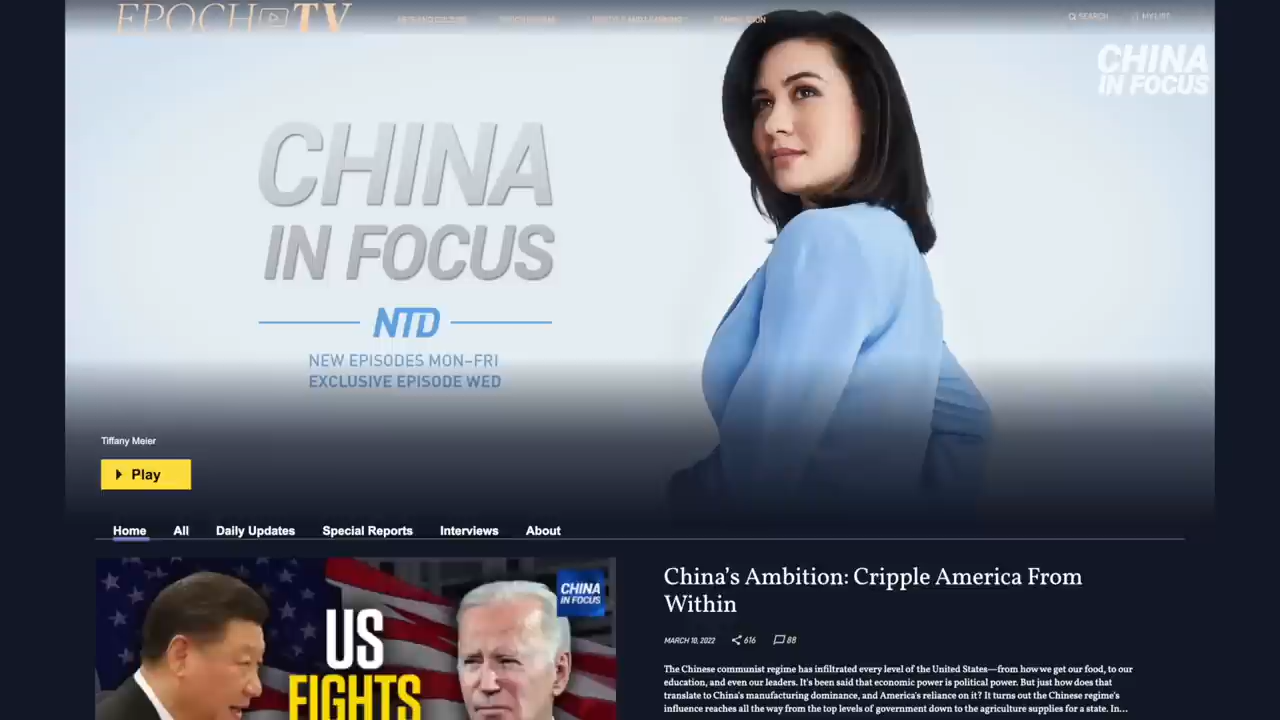 EPOCH TV
SEARCH
MY LIST
CHINA
IN FOCUS
CHINA
IN FOCUS
NTD
NEW EPISODES MON–FRI
EXCLUSIVE EPISODE WED
Tiffany Meier
Play
Home All Daily Updates Special Reports Interviews About
CHINA
IN FOCUS
US
FIGHTS
China’s Ambition: Cripple America From
Within
MARCH 10, 2022 616 88
The Chinese communist regime has infiltrated every level of the United States—from how we get our food, to our
education, and even our leaders. It's been said that economic power is political power. But just how does that
translate to China's manufacturing dominance, and America's reliance on it? It turns out the Chinese regime's
influence reaches all the way from the top levels of government down to the agriculture supplies for a state. In...